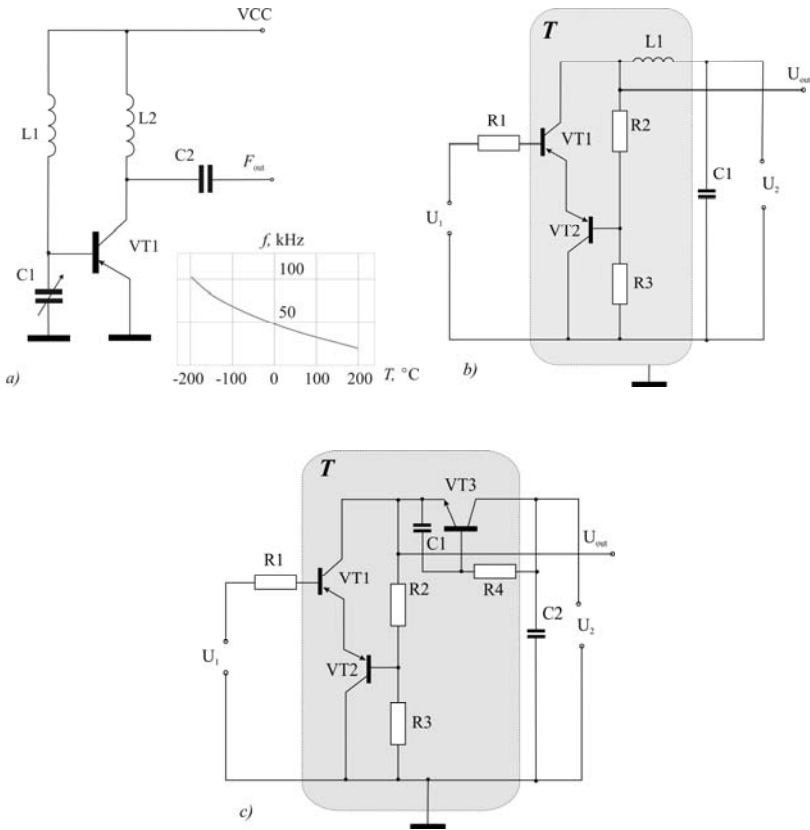 VCC
L1
L2
C2
Fout
VT1
C1
f, kHz
100
50
-200 -100 0 100 200 T, °C
a)
T
L1
Uout
R1
VT1
R2
C1
U2
U1
VT2
R3
b)
T
VT3
C1
Uout
R1
VT1
R2
R4
C2
U1
U2
VT2
R3
c)